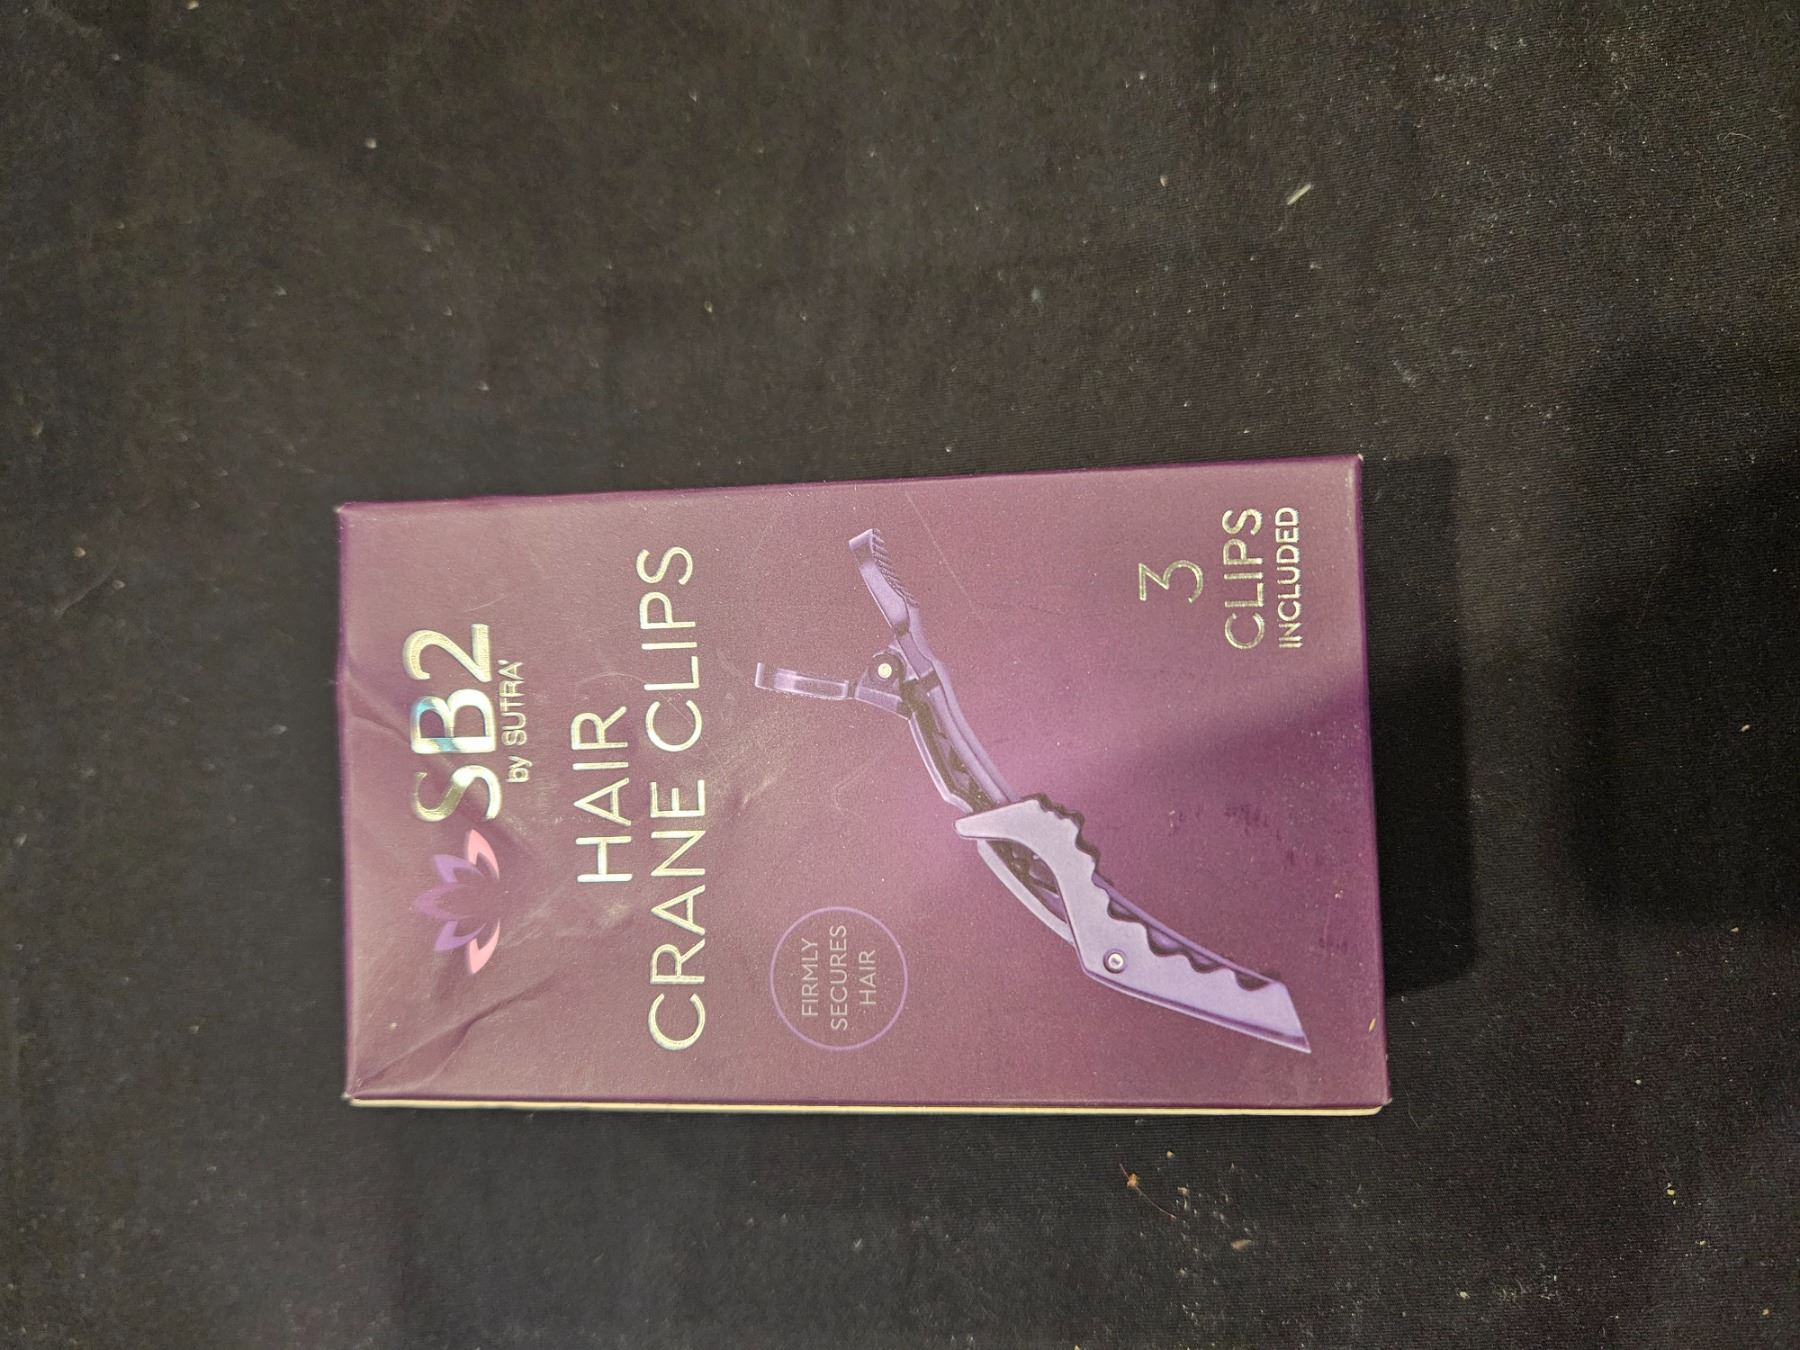 SB2
by SUTRA
HAIR
CRANE CLIPS
FIRMLY
SECURES
HAIR
3
CLIPS
INCLUDED